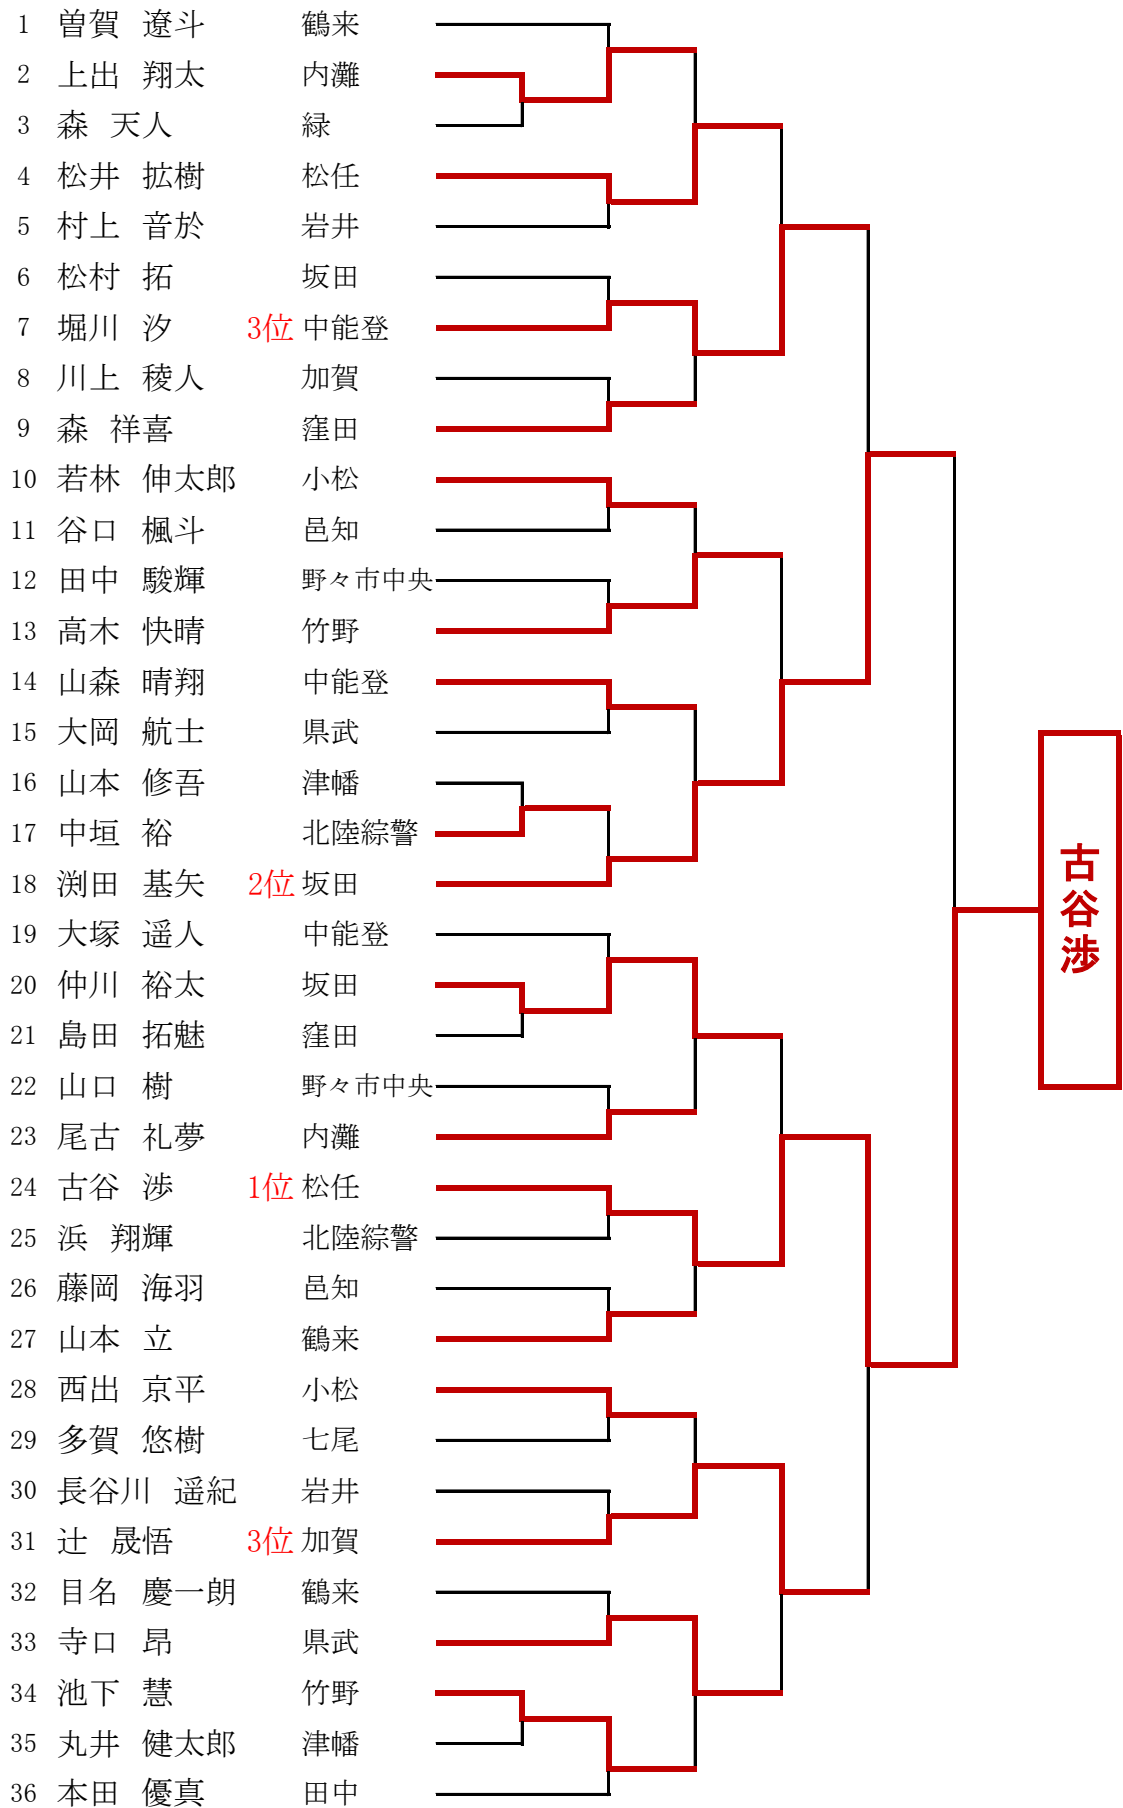 1 曽賀 遼斗 鶴来
2 上出 翔太 内灘
3 森 天人 緑
4 松井 拡樹 松任
5 村上 音於 岩井
6 松村 拓 坂田
7 堀川 汐 3位 中能登
8 川上 稜人 加賀
9 森 祥喜 窪田
10 若林 伸太郎 小松
11 谷口 楓斗 邑知
12 田中 駿輝 野々市中央
13 高木 快晴 竹野
14 山森 晴翔 中能登
15 大岡 航士 県武
16 山本 修吾 津幡
17 中垣 裕 北陸綜警
18 渕田 基矢 2位 坂田
19 大塚 遥人 中能登
20 仲川 裕太 坂田
21 島田 拓魅 窪田
22 山口 樹 野々市中央
23 尾古 礼夢 内灘
24 古谷 渉 1位 松任
25 浜 翔輝 北陸綜警
26 藤岡 海羽 邑知
27 山本 立 鶴来
28 西出 京平 小松
29 多賀 悠樹 七尾
30 長谷川 遥紀 岩井
31 辻 晟悟 3位 加賀
32 目名 慶一朗 鶴来
33 寺口 昂 県武
34 池下 慧 竹野
35 丸井 健太郎 津幡
36 本田 優真 田中
古谷渉